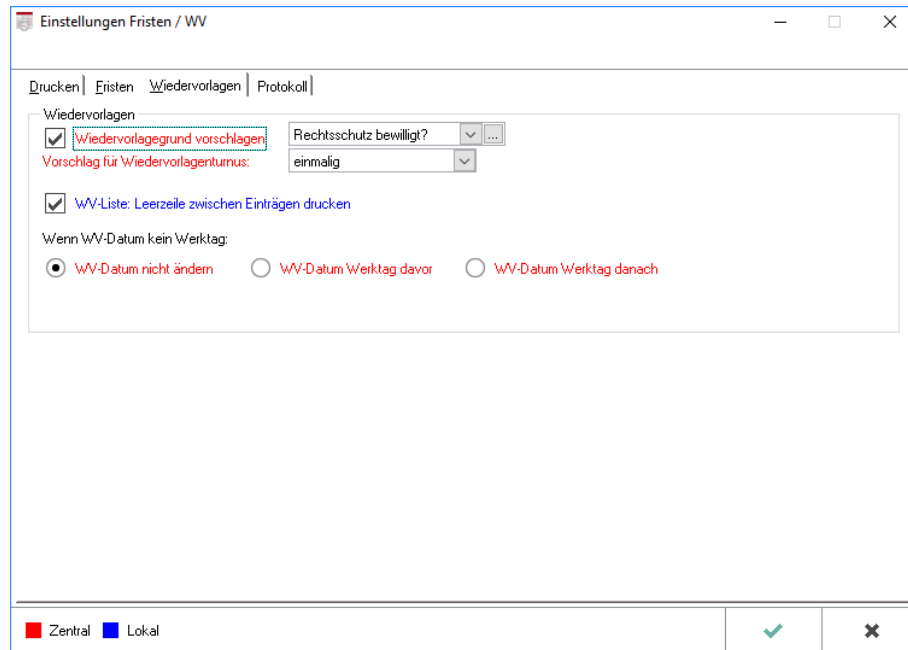 Einstellungen Fristen / WV
Drucken Fristen Wiedervorlagen Protokoll
Wiedervorlagen
Wiedervorlagegrund vorschlagen Rechtsschutz bewilligt? ...
Vorschlag für Wiedervorlagenturnus: einmalig
WV-Liste: Leerzeile zwischen Einträgen drucken
Wenn WV-Datum kein Werktag:
WV-Datum nicht ändern WV-Datum Werktag davor WV-Datum Werktag danach
Zentral Lokal